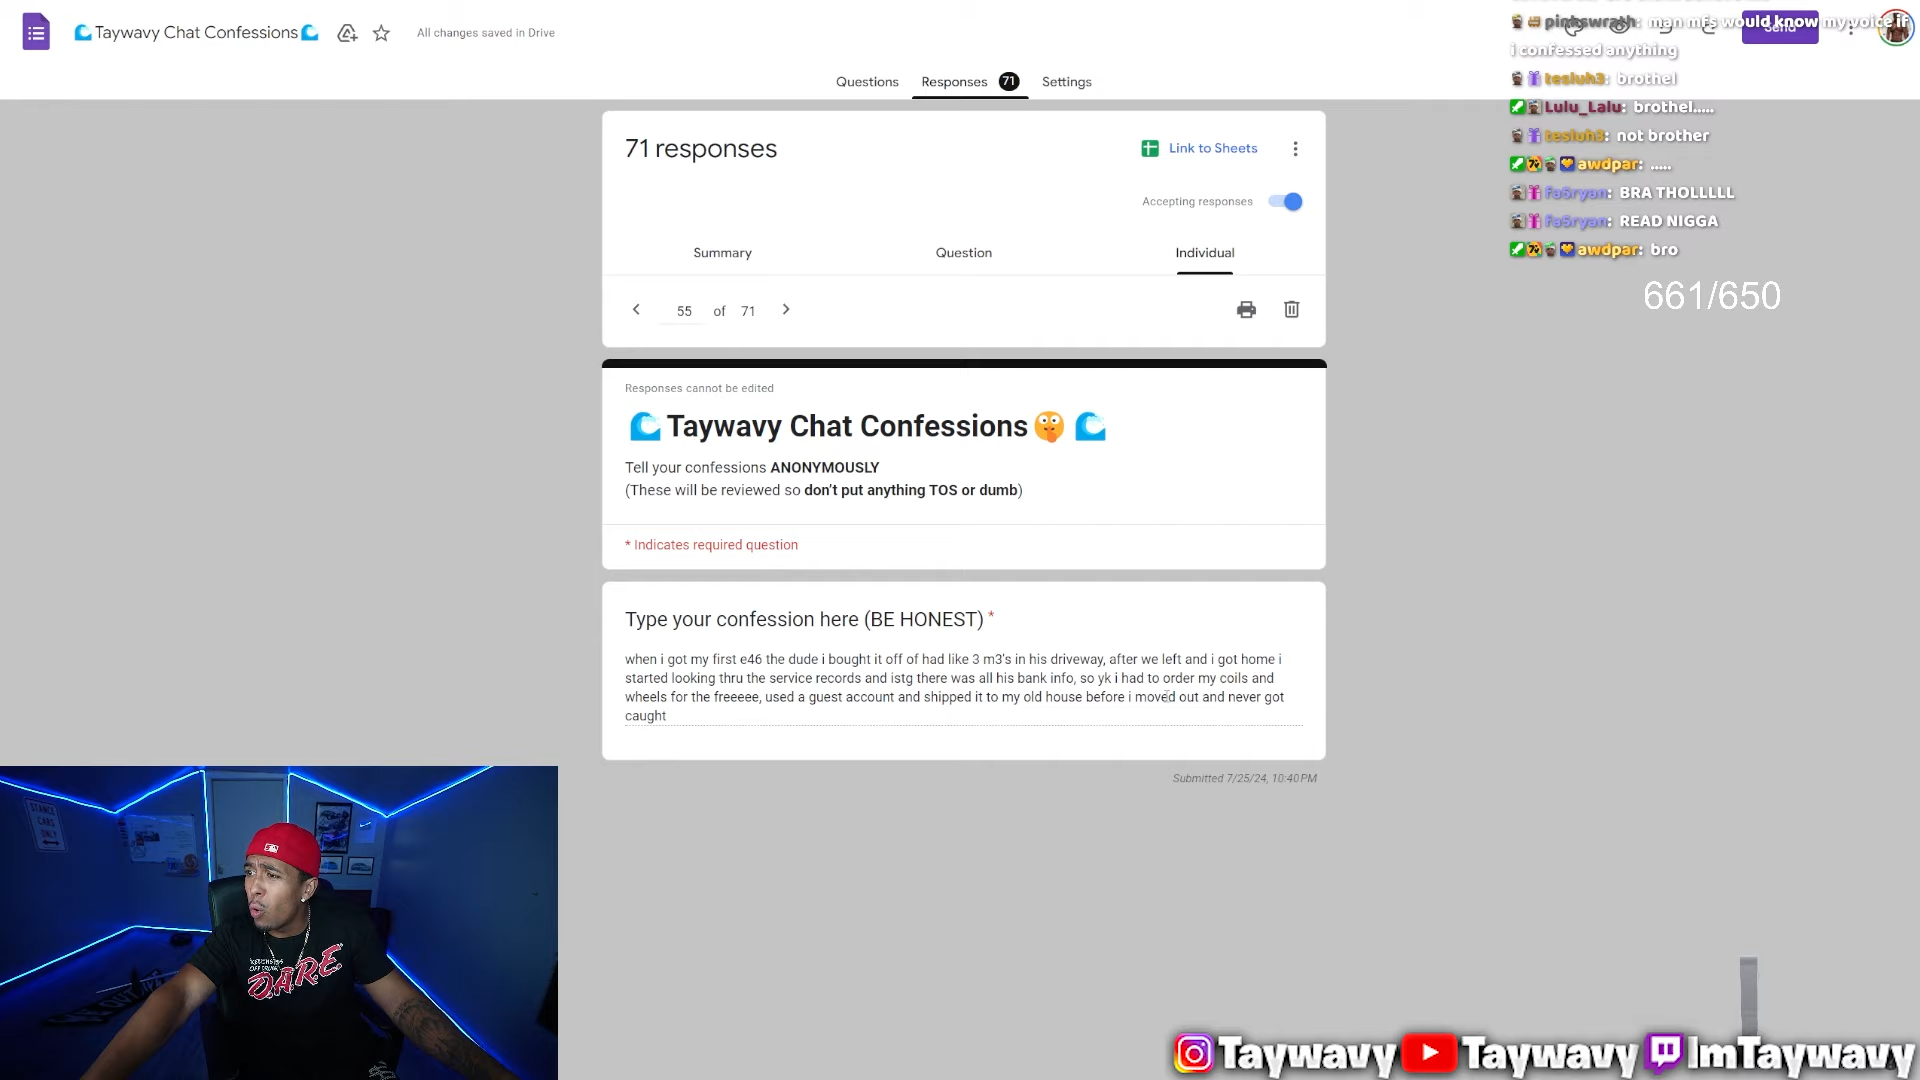 Taywavy Chat Confessions
All changes saved in Drive
Send
Questions
Responses 71
Settings
71 responses
Link to Sheets
Accepting responses
Summary
Question
Individual
55 of 71
Responses cannot be edited
Taywavy Chat Confessions
Tell your confessions ANONYMOUSLY
(These will be reviewed so don't put anything TOS or dumb)
* Indicates required question
Type your confession here (BE HONEST) *
when i got my first e46 the dude i bought it off of had like 3 m3's in his driveway, after we left and i got home i
started looking thru the service records and istg there was all his bank info, so yk i had to order my coils and
wheels for the freeeee, used a guest account and shipped it to my old house before i moved out and never got
caught
Submitted 7/25/24, 10:40 PM
pinkswrath: man mfs would know my voice if
i confessed anything
tesluh3: brothel
Lulu_Lalu: brothel.....
tesluh3: not brother
awdpar: .....
fa5ryan: BRA THOLLLLL
fa5ryan: READ NIGGA
awdpar: bro
661/650
STANCE
CARS
ONLY
D.A.R.E.
Taywavy
Taywavy
ImTaywavy